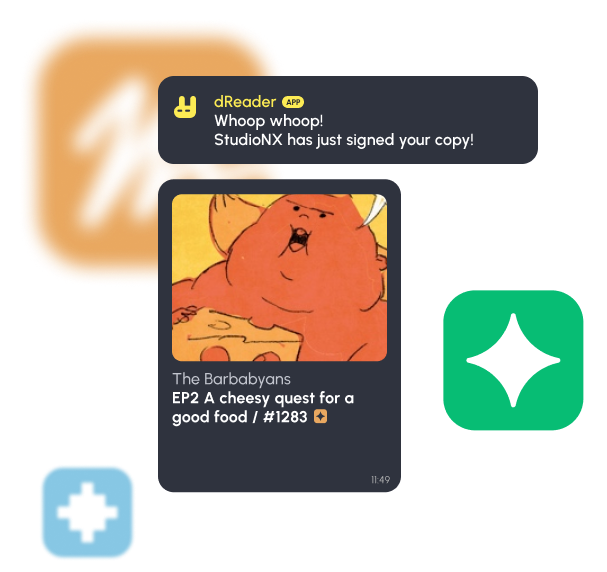 dReader APP
Whoop whoop!
StudioNX has just signed your copy!
The Barbabyans
EP2 A cheesy quest for a
good food / #1283
11:49